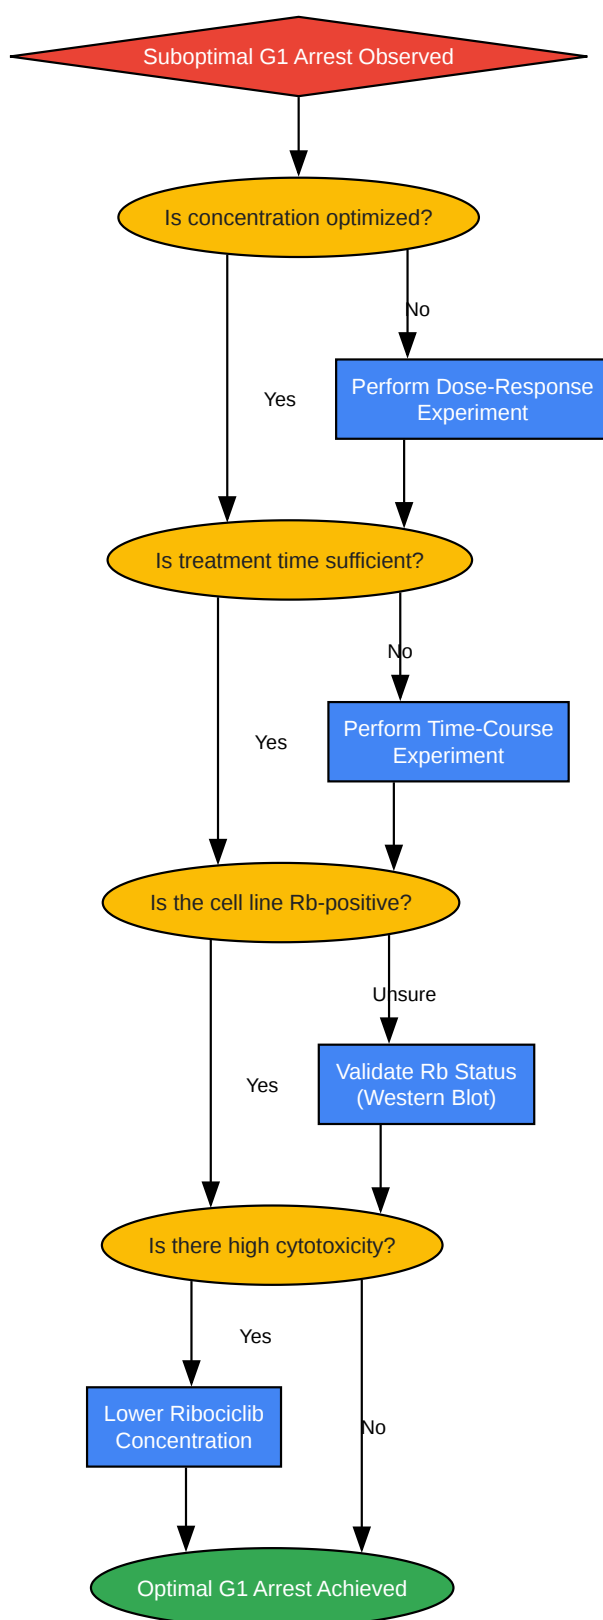 Suboptimal G1 Arrest Observed
Is concentration optimized?
No
Perform Dose-Response
Experiment
Yes
Is treatment time sufficient?
No
Perform Time-Course
Experiment
Yes
Is the cell line Rb-positive?
Unsure
Validate Rb Status
(Western Blot)
Yes
Is there high cytotoxicity?
Yes
Lower Ribociclib
Concentration
No
Optimal G1 Arrest Achieved